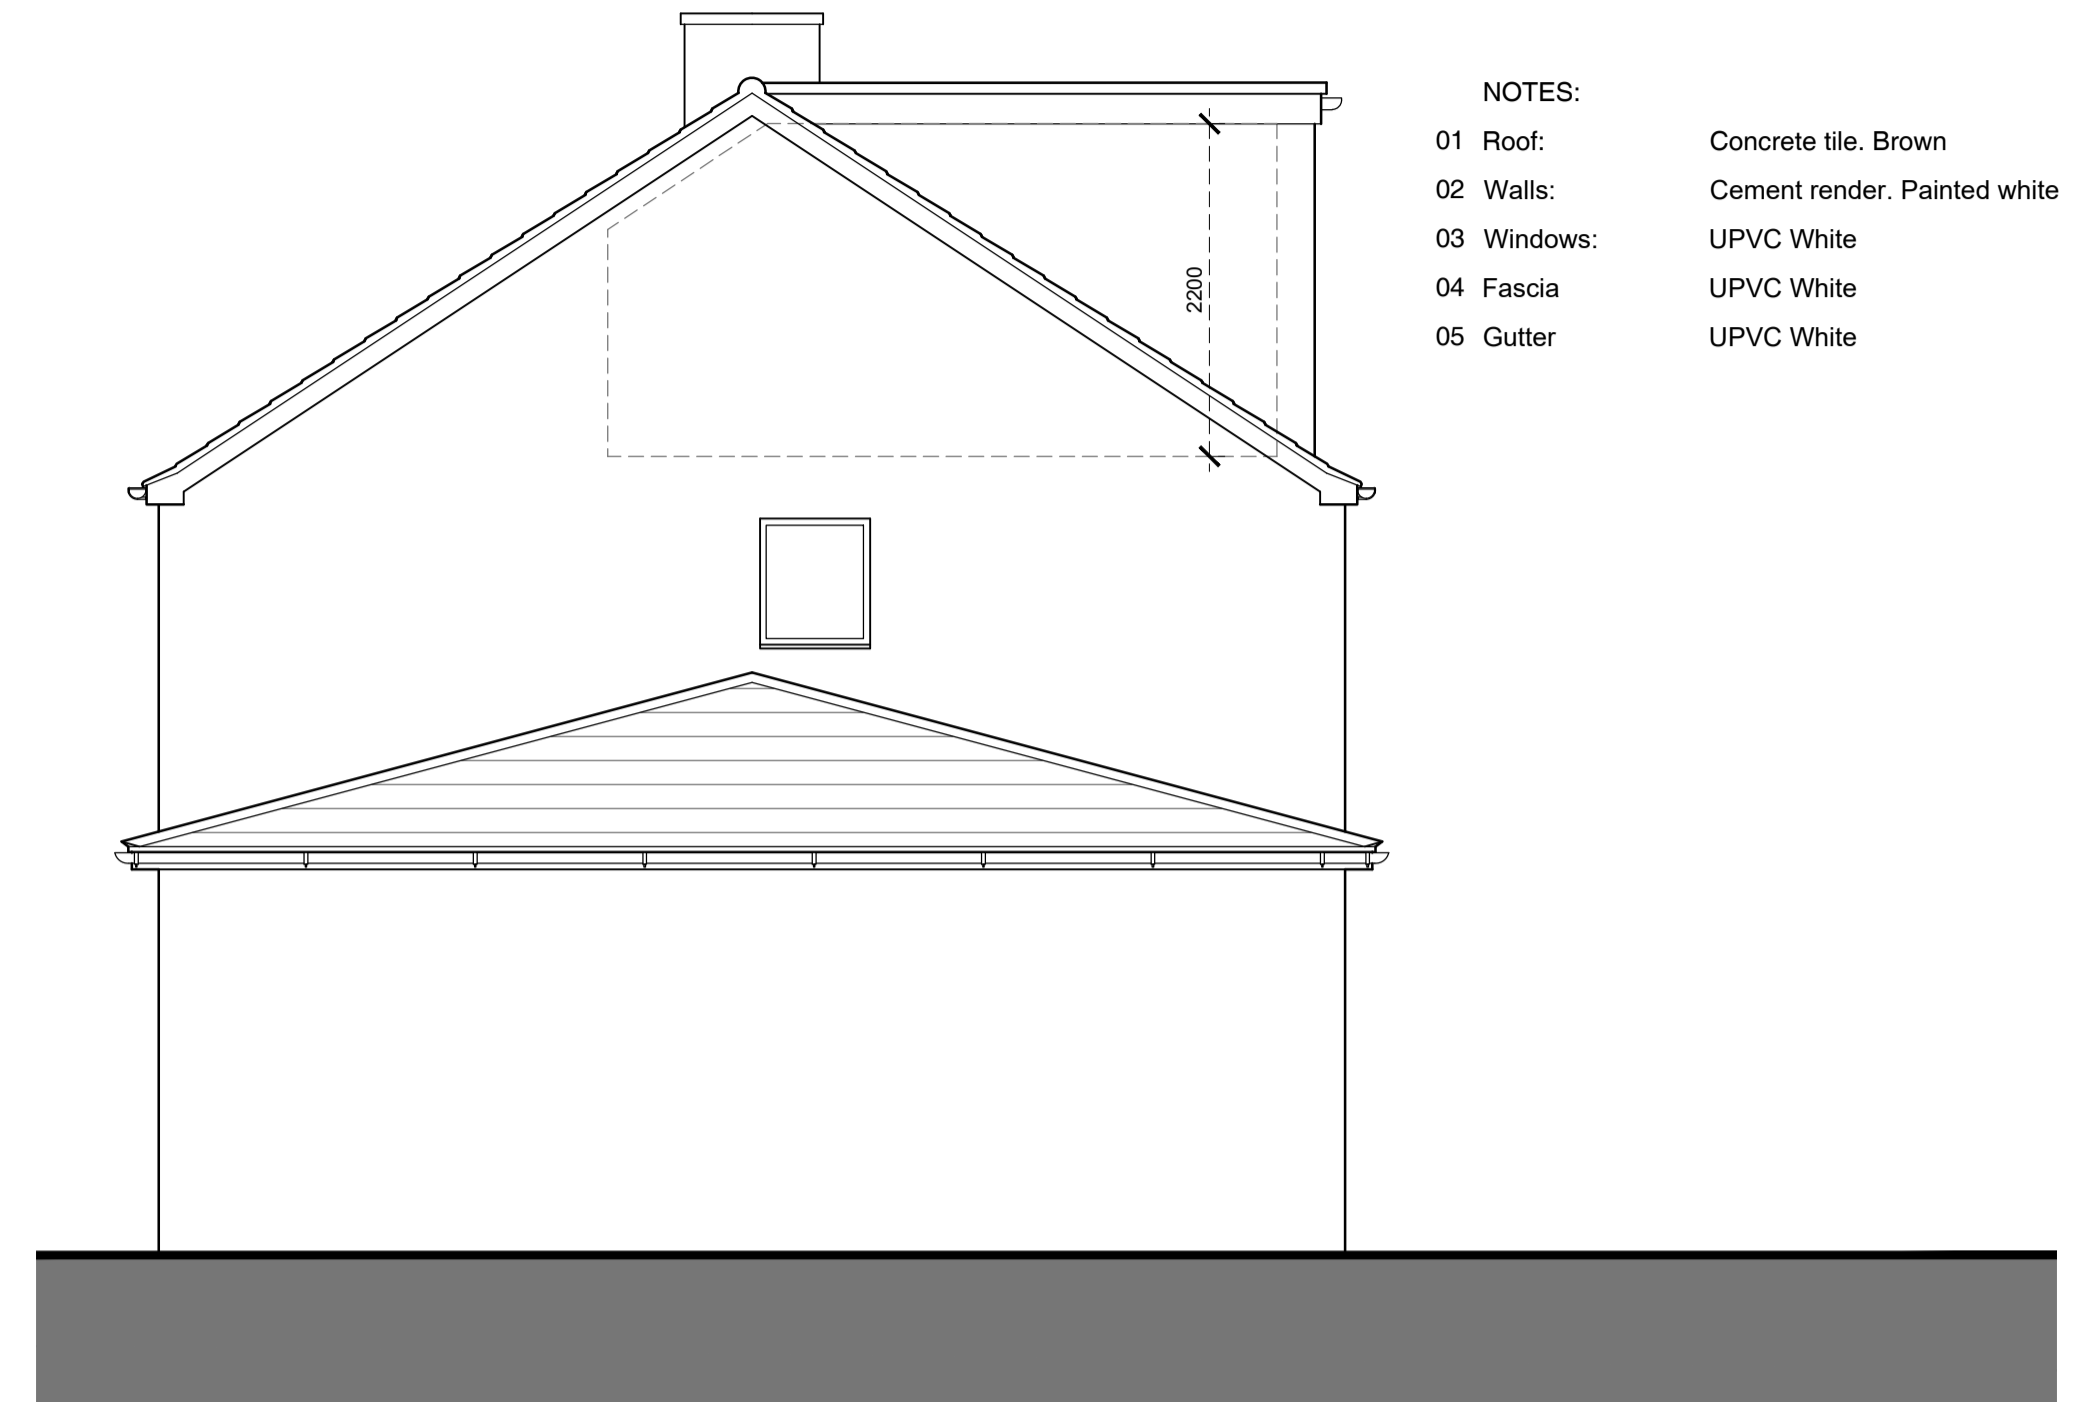 NOTES:
01 Roof: Concrete tile. Brown
02 Walls: Cement render. Painted white
03 Windows: UPVC White
04 Fascia UPVC White
05 Gutter UPVC White
2200